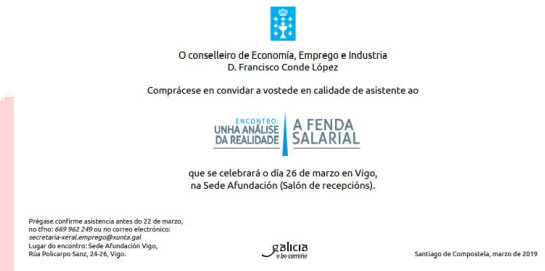 O conselleiro de Economía, Emprego e Industria
D. Francisco Conde López
Comprácese en convidar a vostede en calidade de asistente ao
ENCONTRO:
UNHA ANÁLISE
DA REALIDADE
A FENDA
SALARIAL
que se celebrará o día 26 de marzo en Vigo,
na Sede Afundación (Salón de recepcións).
Prégase confirme asistencia antes do 22 de marzo,
no tfno: 669 962 249 ou no correo electrónico:
secretaria-xeral.emprego@xunta.gal
Lugar do encontro: Sede Afundación Vigo,
Rúa Policarpo Sanz, 24-26, Vigo.
galicia
o bo camiño
Santiago de Compostela, marzo de 2019